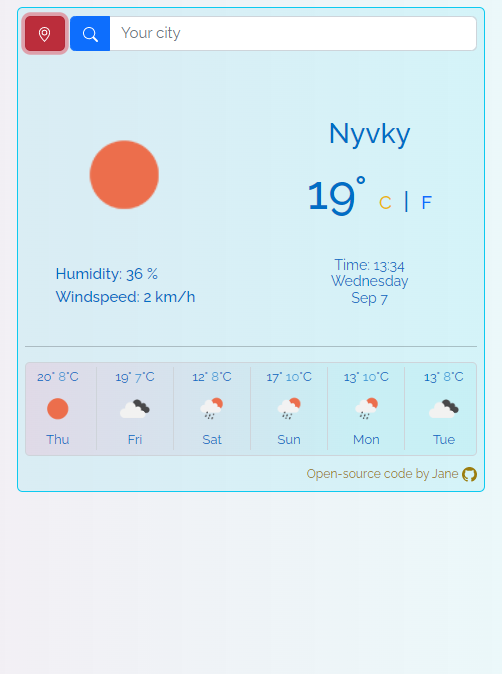 Your city
Nyvky
19° C | F
Humidity: 36 %
Windspeed: 2 km/h
Time: 13:34
Wednesday
Sep 7
20° 8°C 19° 7°C 12° 8°C 17° 10°C 13° 10°C 13° 8°C
Thu Fri Sat Sun Mon Tue
Open-source code by Jane